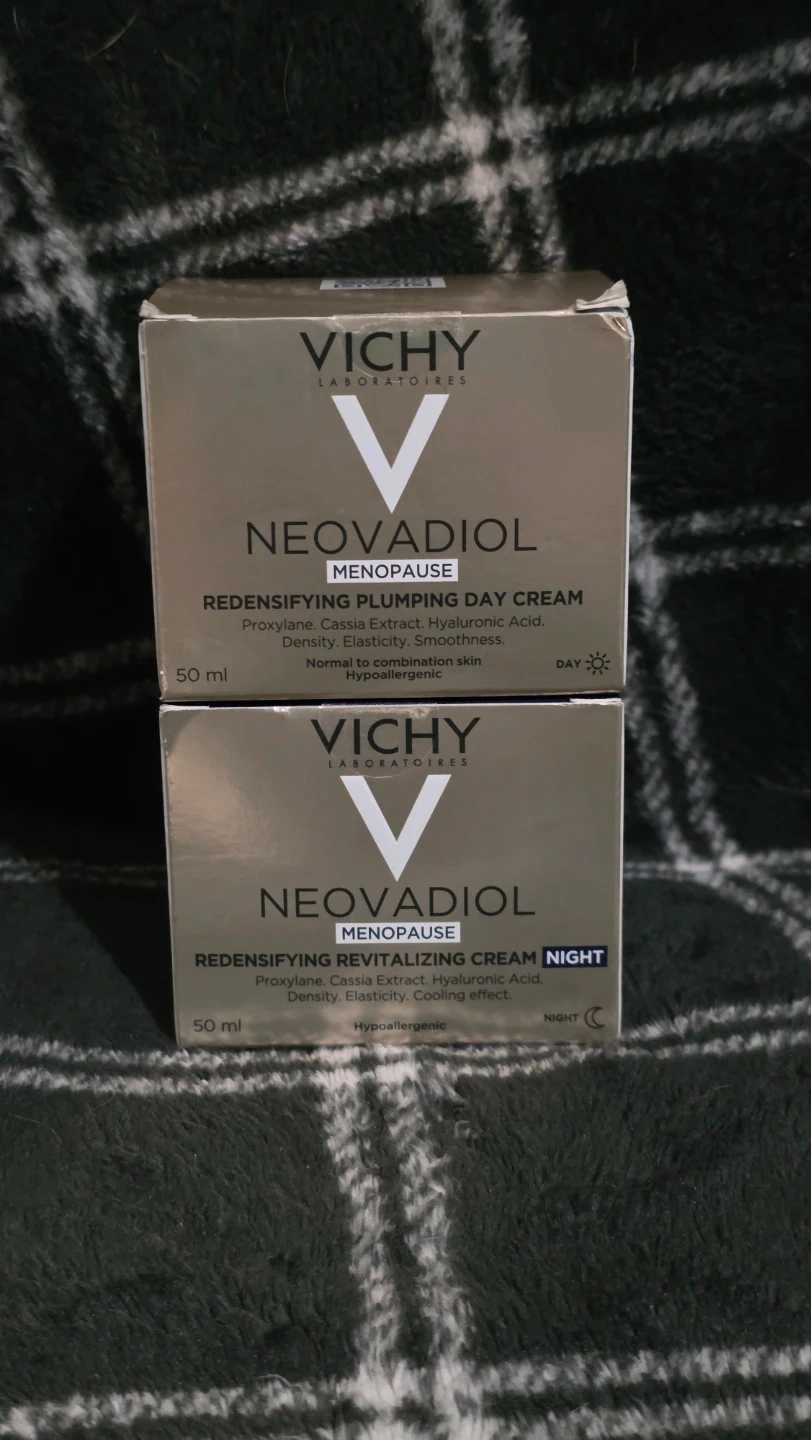 VICHY
LABORATOIRES
V
NEOVADIOL
MENOPAUSE
REDENSIFYING PLUMPING DAY CREAM
Proxylane. Cassia Extract. Hyaluronic Acid.
Density. Elasticity. Smoothness.
Normal to combination skin
Hypoallergenic
50 ml
DAY
VICHY
LABORATOIRES
V
NEOVADIOL
MENOPAUSE
REDENSIFYING REVITALIZING CREAM NIGHT
Proxylane. Cassia Extract. Hyaluronic Acid.
Density. Elasticity. Cooling effect.
50 ml
Hypoallergenic
NIGHT